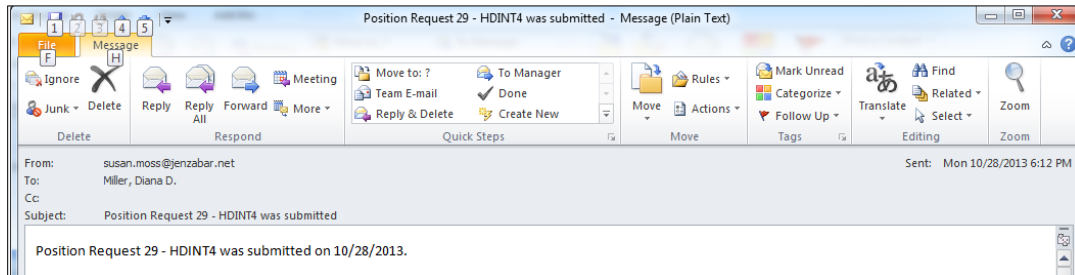 Position Request 29 - HDINT4 was submitted - Message (Plain Text)
1 2 3 4 5
File Message
F H
Ignore
Junk
Delete
Delete
Reply
Reply All
Forward
Meeting
More
Respond
Move to: ?
Team E-mail
Reply & Delete
To Manager
Done
Create New
Quick Steps
Move
Rules
Actions
Move
Mark Unread
Categorize
Follow Up
Tags
Translate
Find
Related
Select
Editing
Zoom
Zoom
From: susan.moss@jenzabar.net Sent: Mon 10/28/2013 6:12 PM
To: Miller, Diana D.
Cc:
Subject: Position Request 29 - HDINT4 was submitted
Position Request 29 - HDINT4 was submitted on 10/28/2013.